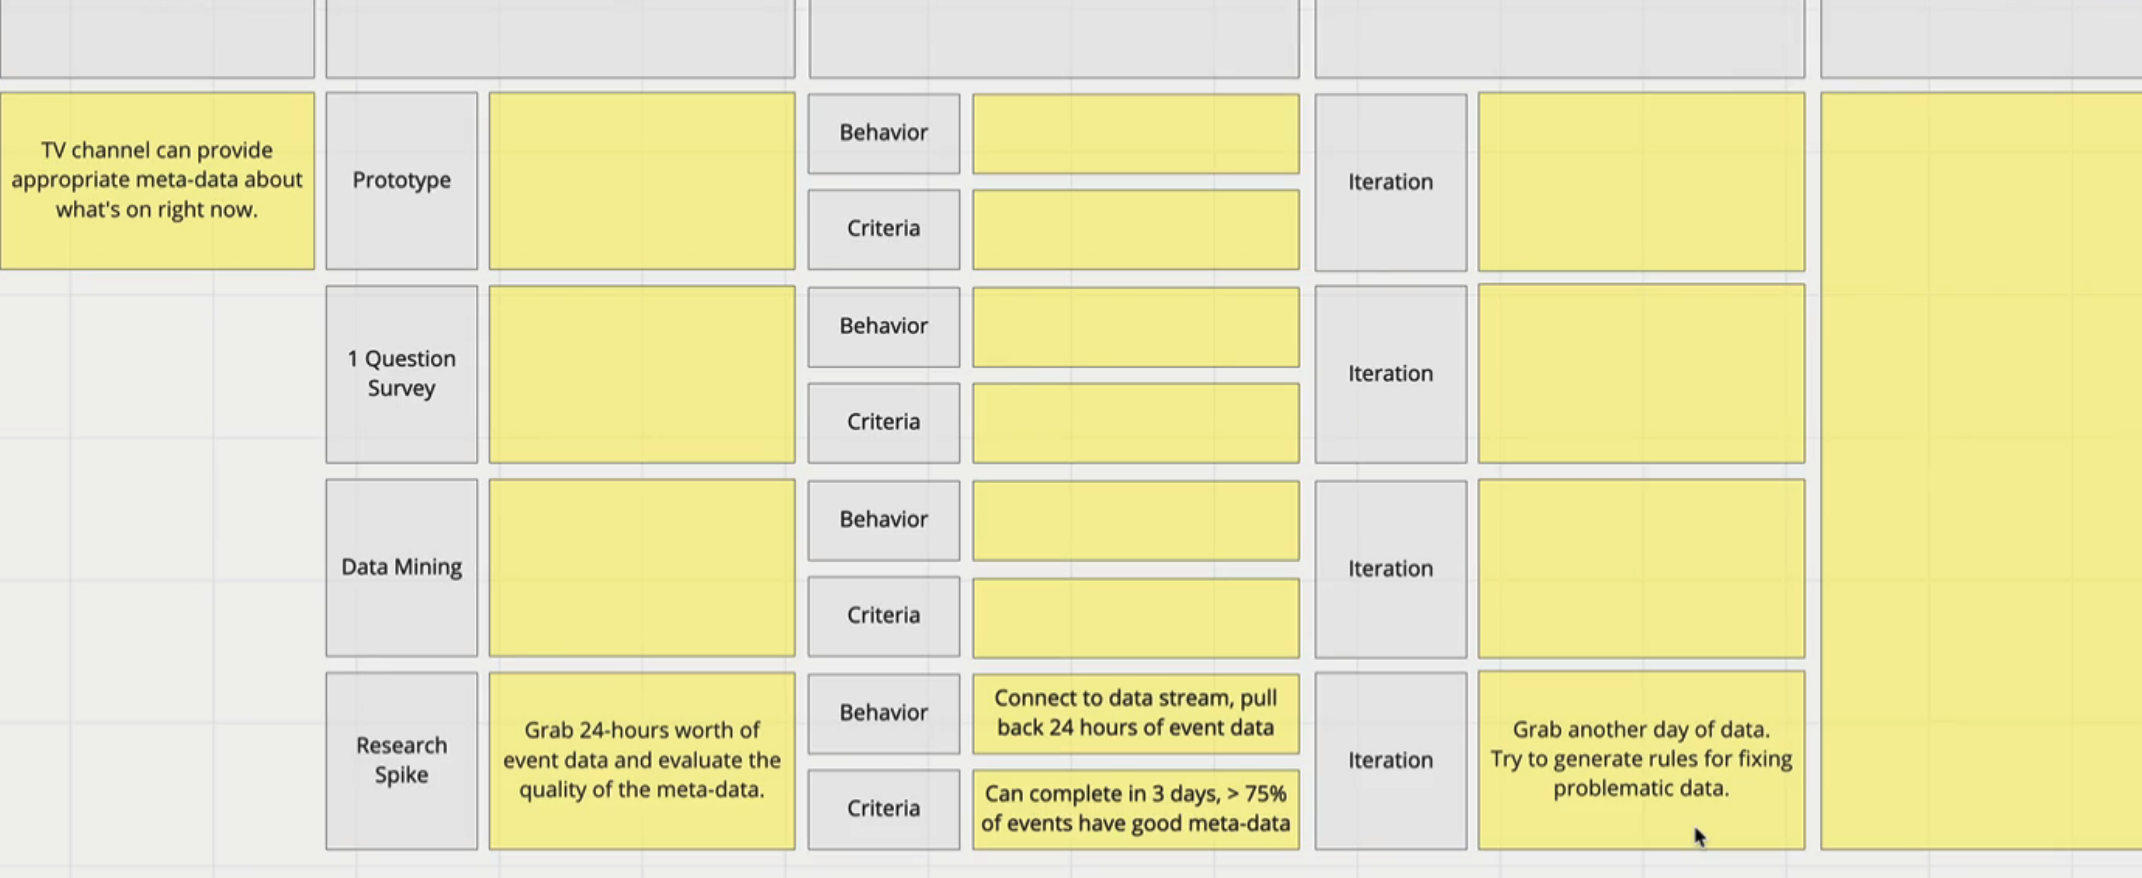 TV channel can provide
appropriate meta-data about
what's on right now.
Prototype
Behavior
Criteria
Iteration
1 Question
Survey
Behavior
Criteria
Iteration
Data Mining
Behavior
Criteria
Iteration
Research
Spike
Grab 24-hours worth of
event data and evaluate the
quality of the meta-data.
Behavior
Connect to data stream, pull
back 24 hours of event data
Criteria
Can complete in 3 days, > 75%
of events have good meta-data
Iteration
Grab another day of data.
Try to generate rules for fixing
problematic data.